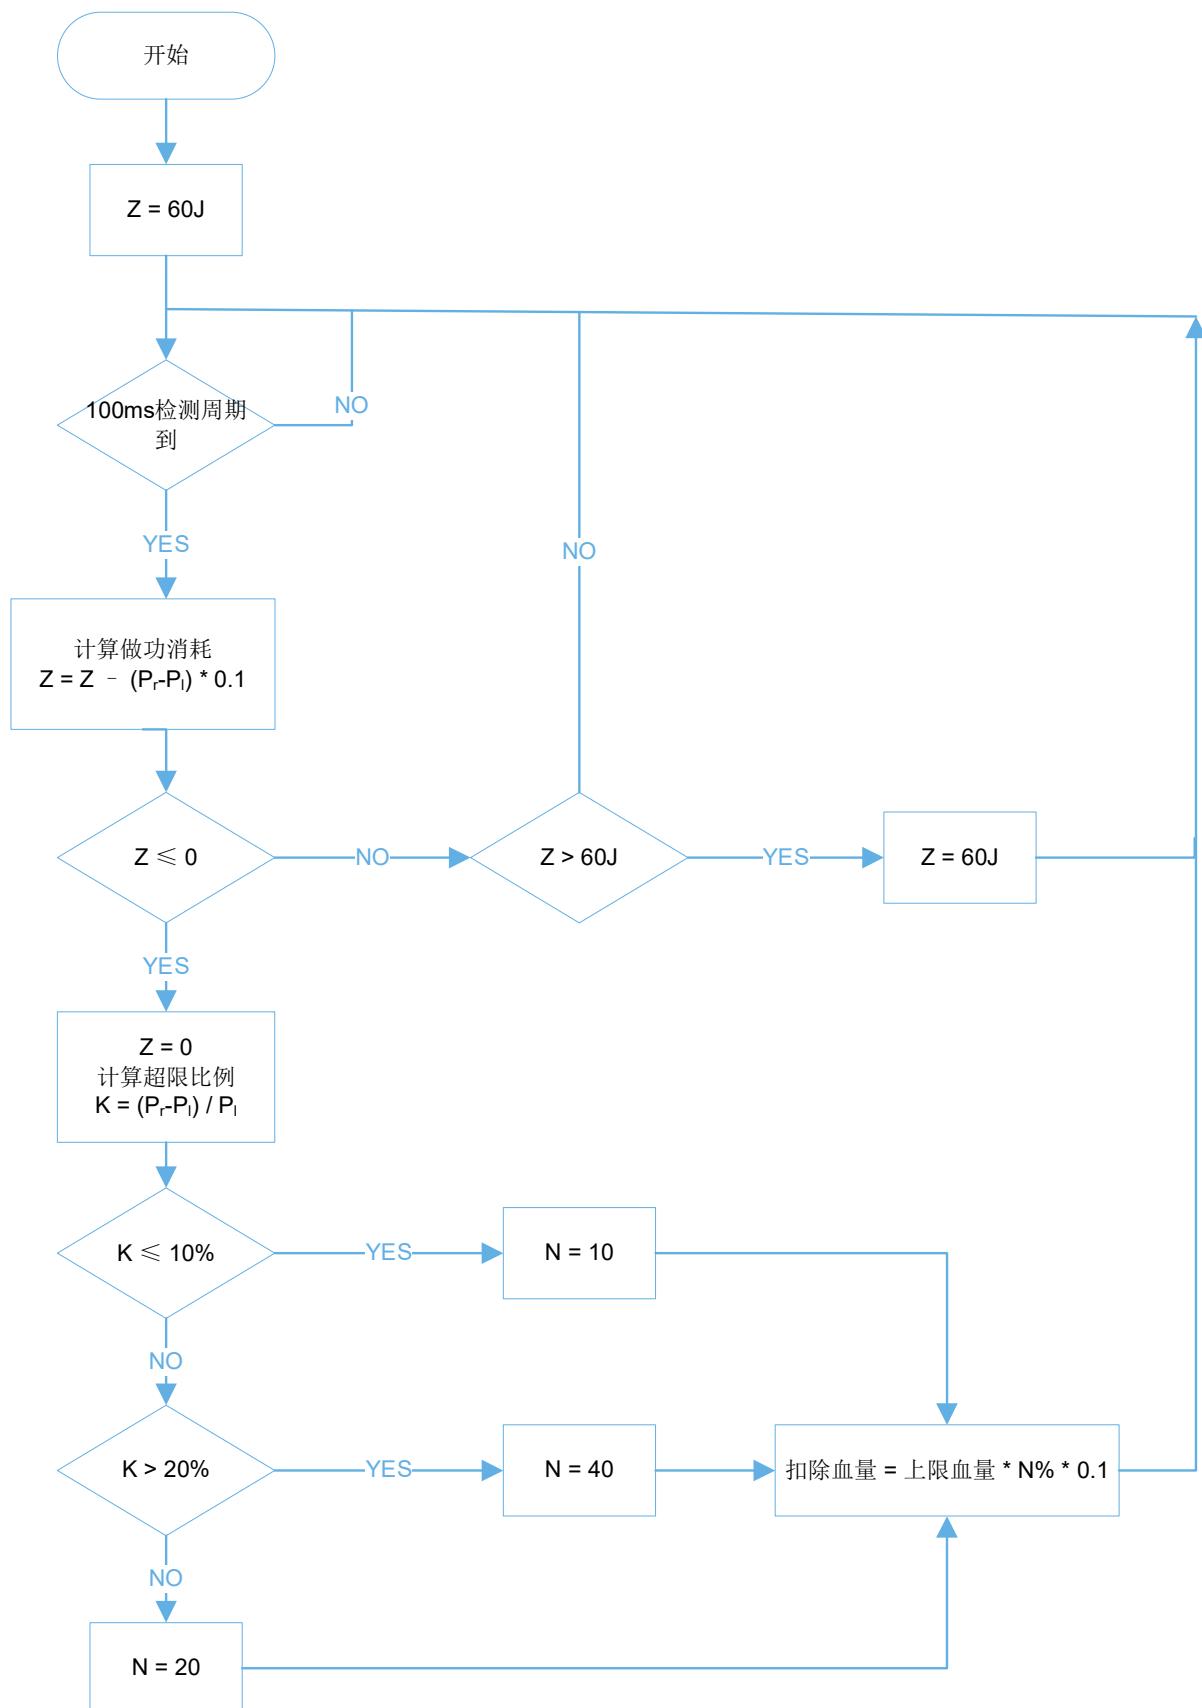 开始
Z = 60J
100ms检测周期
到
NO
YES
NO
计算做功消耗
Z = Z - (Pr-Pl) * 0.1
Z ≤ 0
NO
Z > 60J
YES
Z = 60J
YES
Z = 0
计算超限比例
K = (Pr-Pl) / Pl
K ≤ 10%
YES
N = 10
NO
K > 20%
YES
N = 40
扣除血量 = 上限血量 * N% * 0.1
NO
N = 20